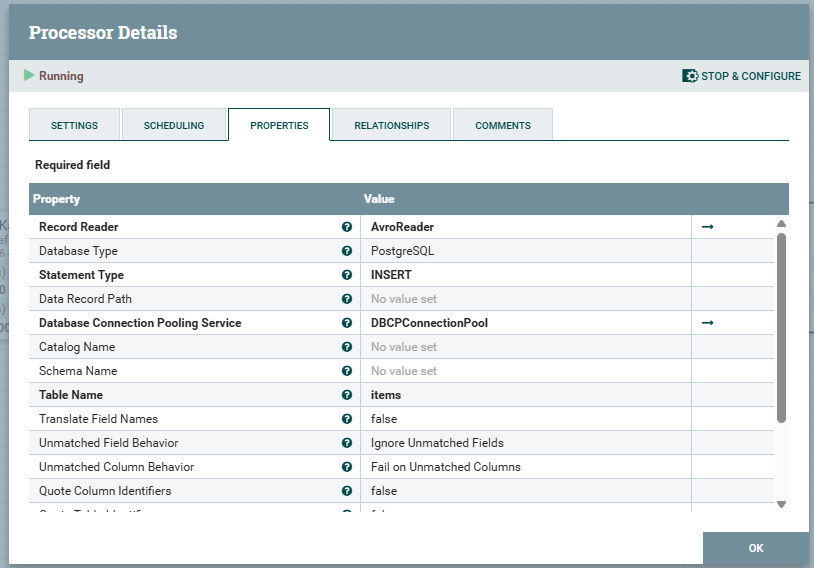 Processor Details
Running
STOP & CONFIGURE
SETTINGS SCHEDULING PROPERTIES RELATIONSHIPS COMMENTS
Required field
Property Value
Record Reader AvroReader
Database Type PostgreSQL
Statement Type INSERT
Data Record Path No value set
Database Connection Pooling Service DBCPConnectionPool
Catalog Name No value set
Schema Name No value set
Table Name items
Translate Field Names false
Unmatched Field Behavior Ignore Unmatched Fields
Unmatched Column Behavior Fail on Unmatched Columns
Quote Column Identifiers false
OK